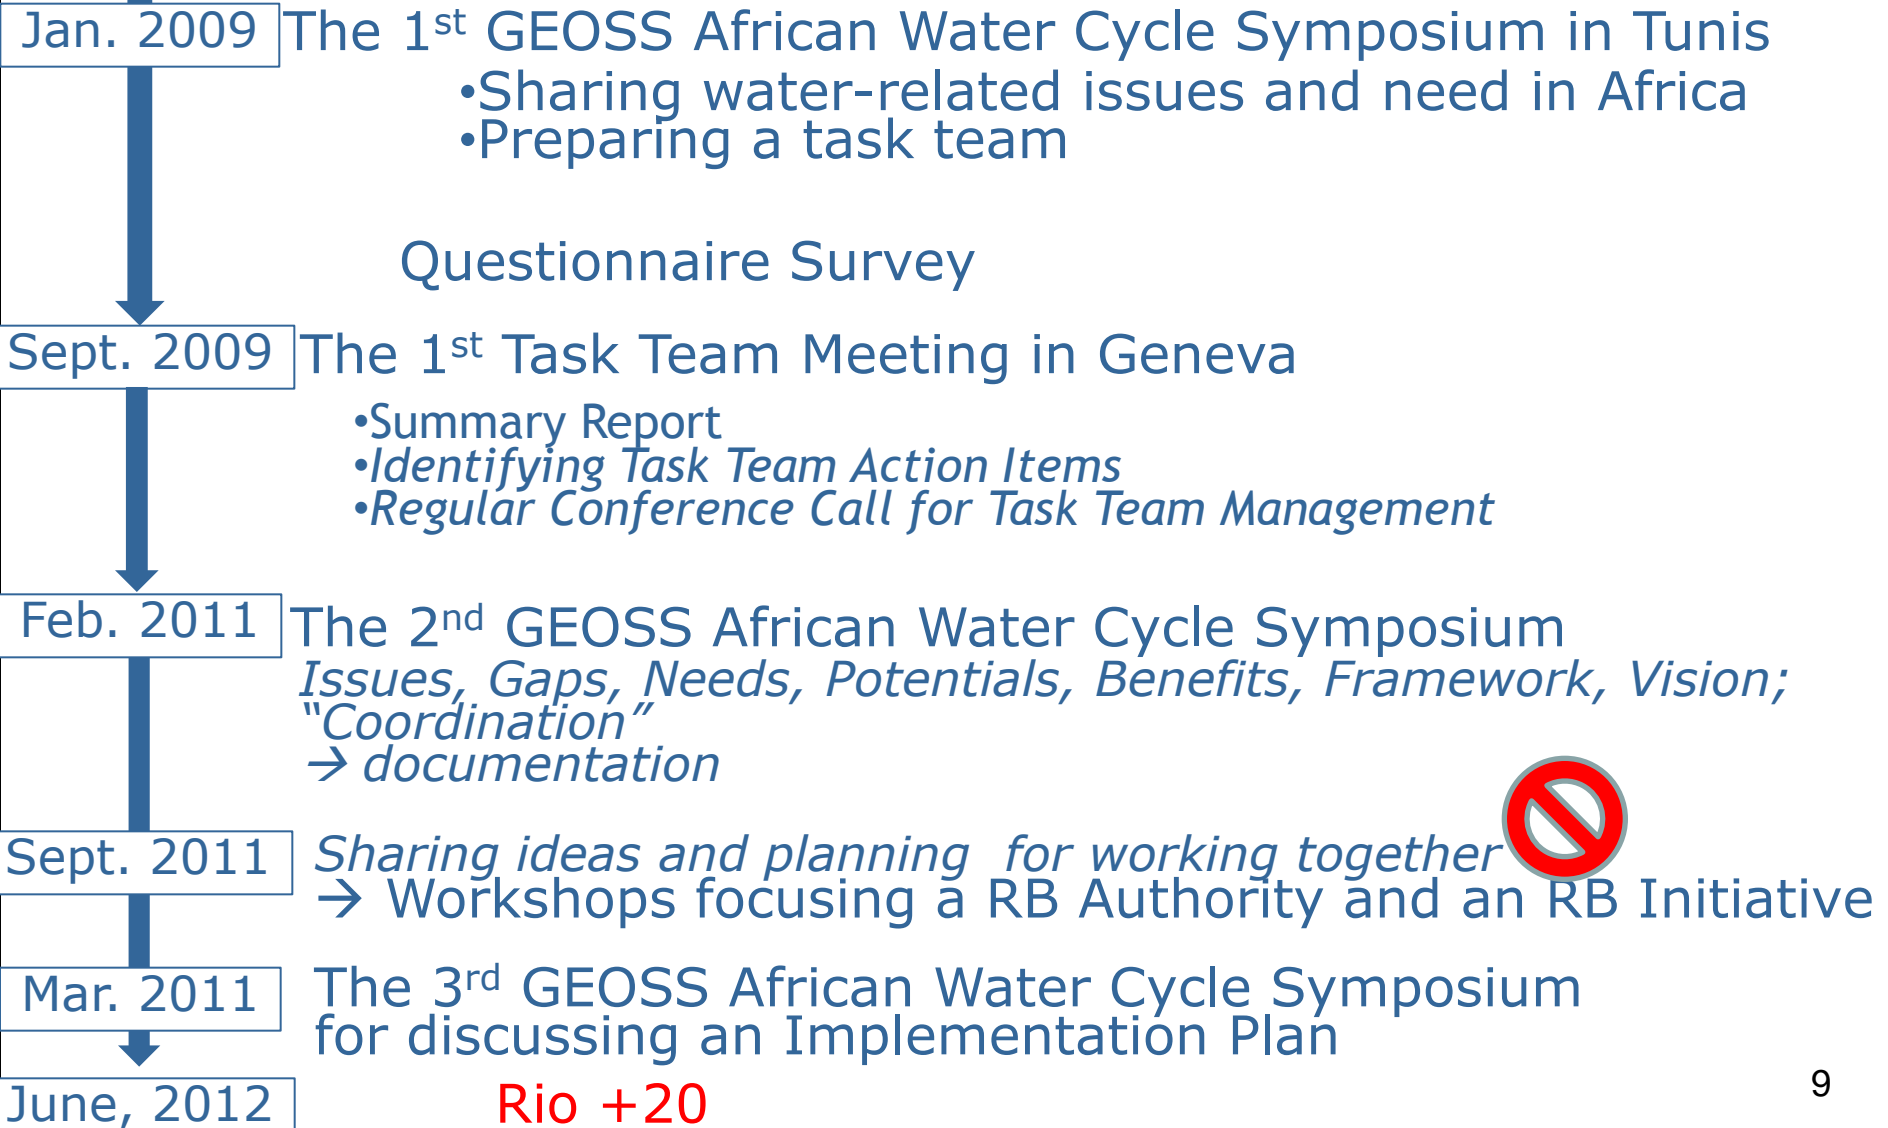 Jan. 2009
The 1st GEOSS African Water Cycle Symposium in Tunis
•Sharing water-related issues and need in Africa
•Preparing a task team
Questionnaire Survey
Sept. 2009
The 1st Task Team Meeting in Geneva
•Summary Report
•Identifying Task Team Action Items
•Regular Conference Call for Task Team Management
Feb. 2011
The 2nd GEOSS African Water Cycle Symposium
Issues, Gaps, Needs, Potentials, Benefits, Framework, Vision;
“Coordination”
→ documentation
Sept. 2011
Sharing ideas and planning for working together
→ Workshops focusing a RB Authority and an RB Initiative
Mar. 2011
The 3rd GEOSS African Water Cycle Symposium
for discussing an Implementation Plan
June, 2012
Rio +20
9